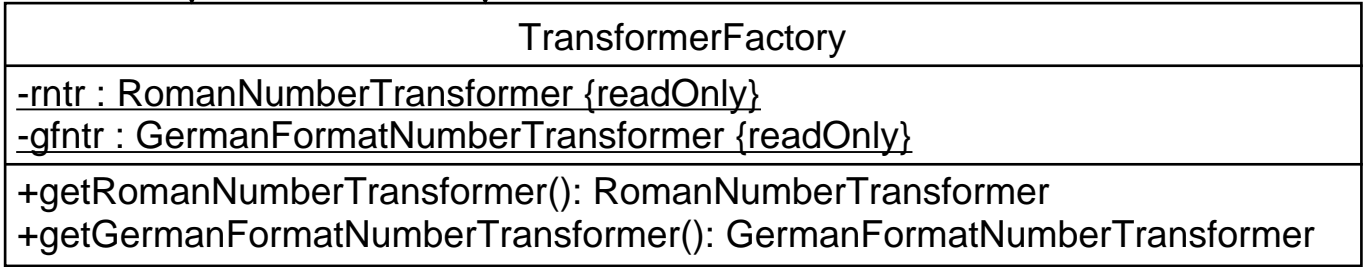 TransformerFactory
-rntr : RomanNumberTransformer {readOnly}
-gfntr : GermanFormatNumberTransformer {readOnly}
+getRomanNumberTransformer(): RomanNumberTransformer
+getGermanFormatNumberTransformer(): GermanFormatNumberTransformer